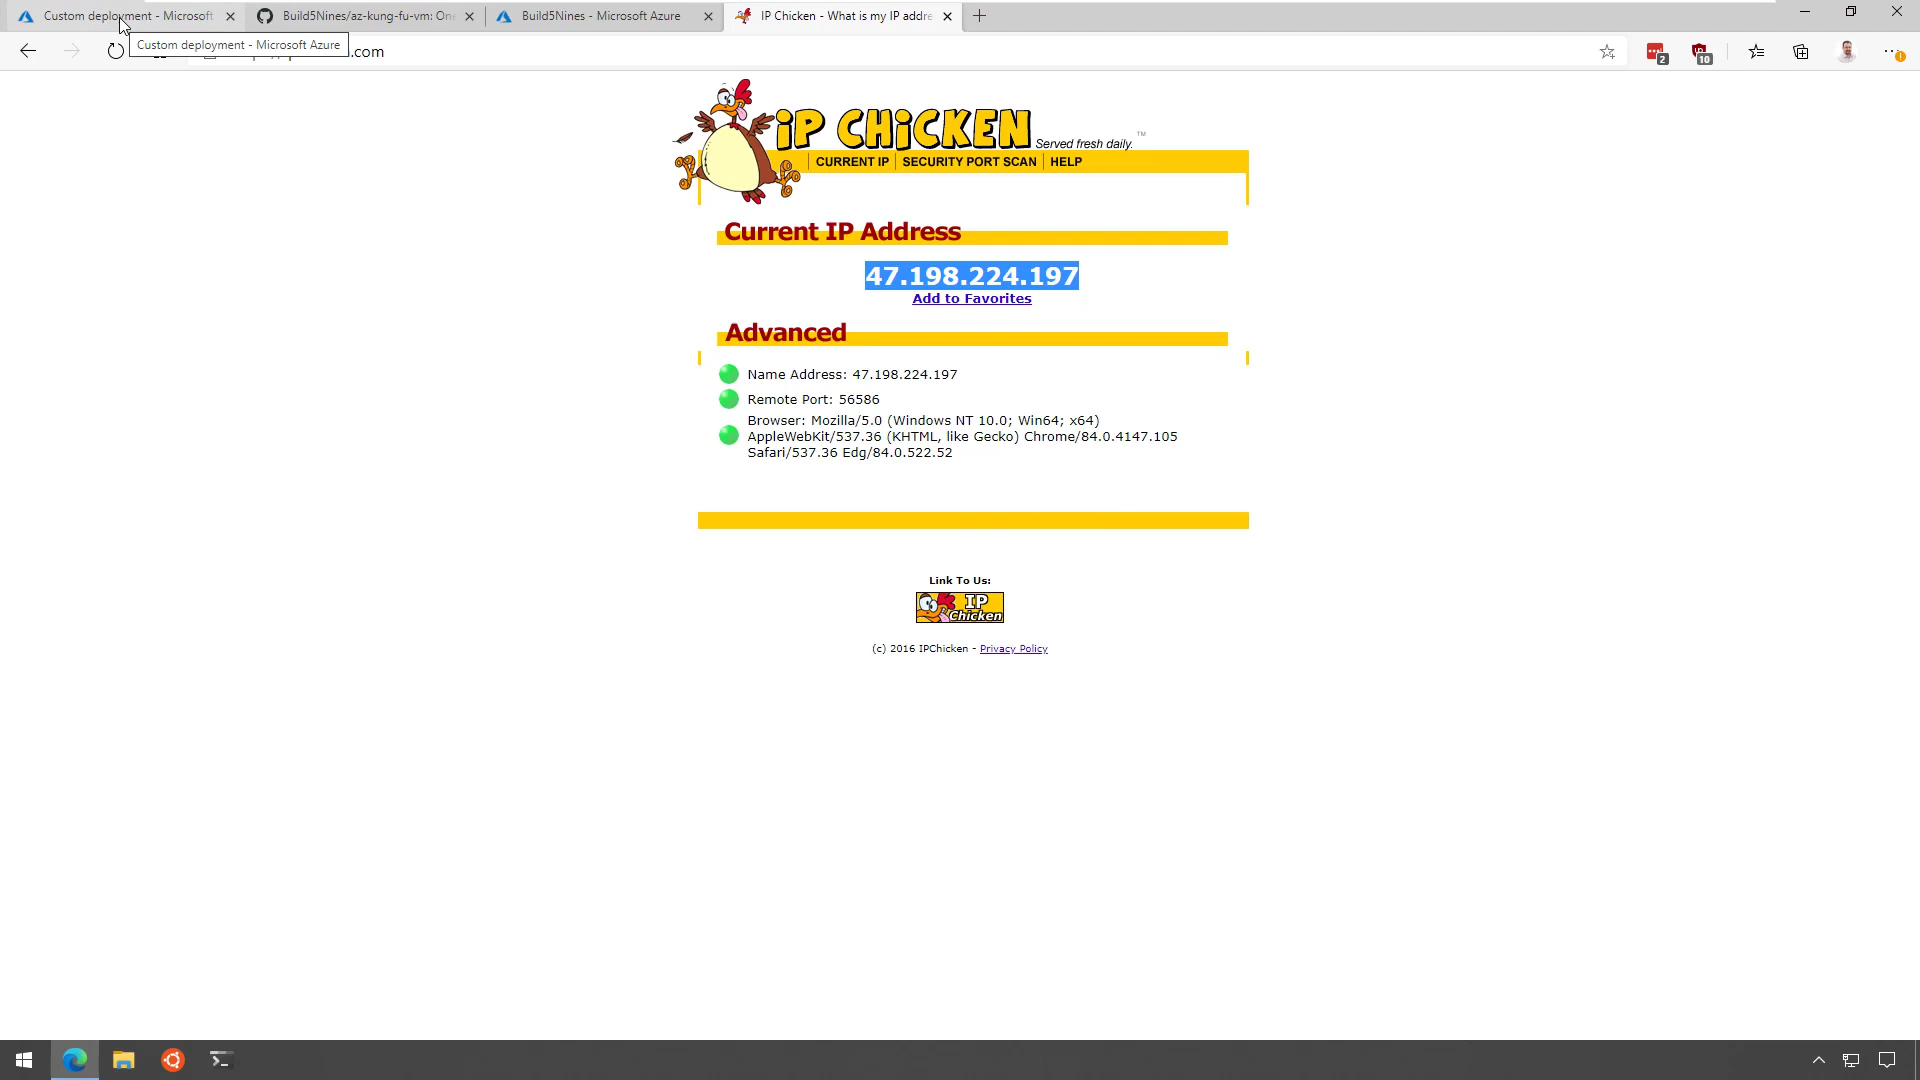 Custom deployment - Microsoft
Build5Nines/az-kung-fu-vm: One
Build5Nines - Microsoft Azure
IP Chicken - What is my IP addre
Custom deployment - Microsoft Azure
.com
2
10
iP CHiCKEN
Served fresh daily.
TM
CURRENT IP
SECURITY PORT SCAN
HELP
Current IP Address
47.198.224.197
Add to Favorites
Advanced
Name Address: 47.198.224.197
Remote Port: 56586
Browser: Mozilla/5.0 (Windows NT 10.0; Win64; x64)
AppleWebKit/537.36 (KHTML, like Gecko) Chrome/84.0.4147.105
Safari/537.36 Edg/84.0.522.52
Link To Us:
IP
Chicken
(c) 2016 IPChicken - Privacy Policy